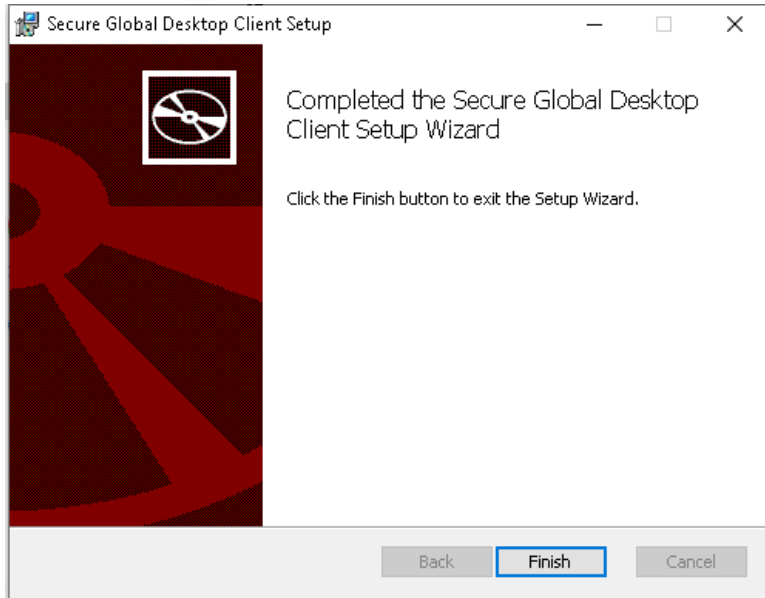 Secure Global Desktop Client Setup
Completed the Secure Global Desktop
Client Setup Wizard
Click the Finish button to exit the Setup Wizard.
Back
Finish
Cancel